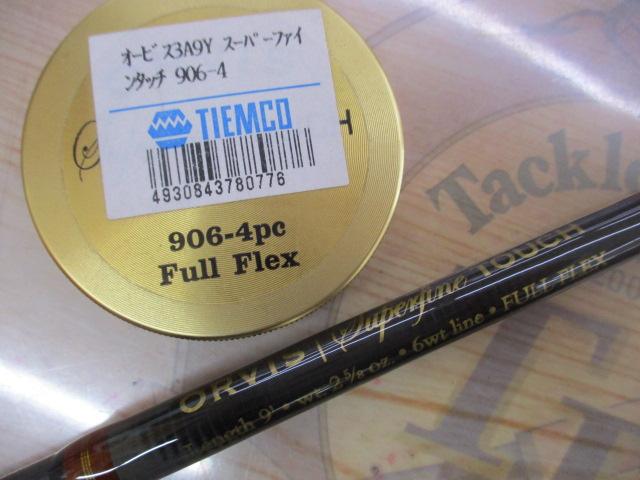 オービス3A9Y スーパーファイ
ンタッチ 906-4
TIEMCO
4930843780776
H
906-4pc
Full Flex
Tackle
ORVIS | Superfine TOUCH
Length 9' • wt. 2 5/8 oz. • 6wt line • FULL FLEX